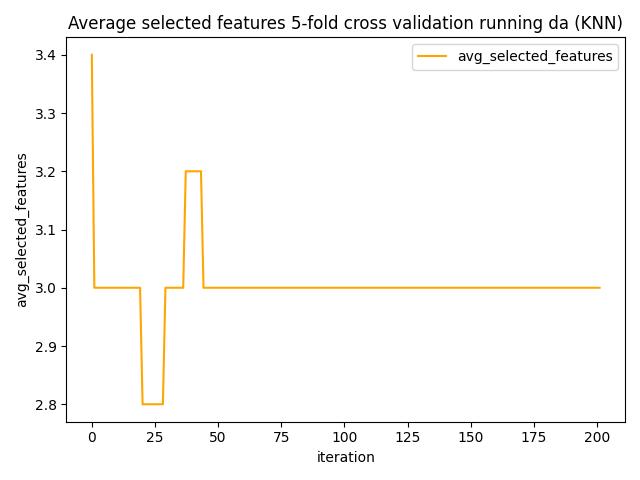 Average selected features 5-fold cross validation running da (KNN)
avg_selected_features
3.4
3.3
3.2
3.1
3.0
2.9
2.8
avg_selected_features
0 25 50 75 100 125 150 175 200
iteration